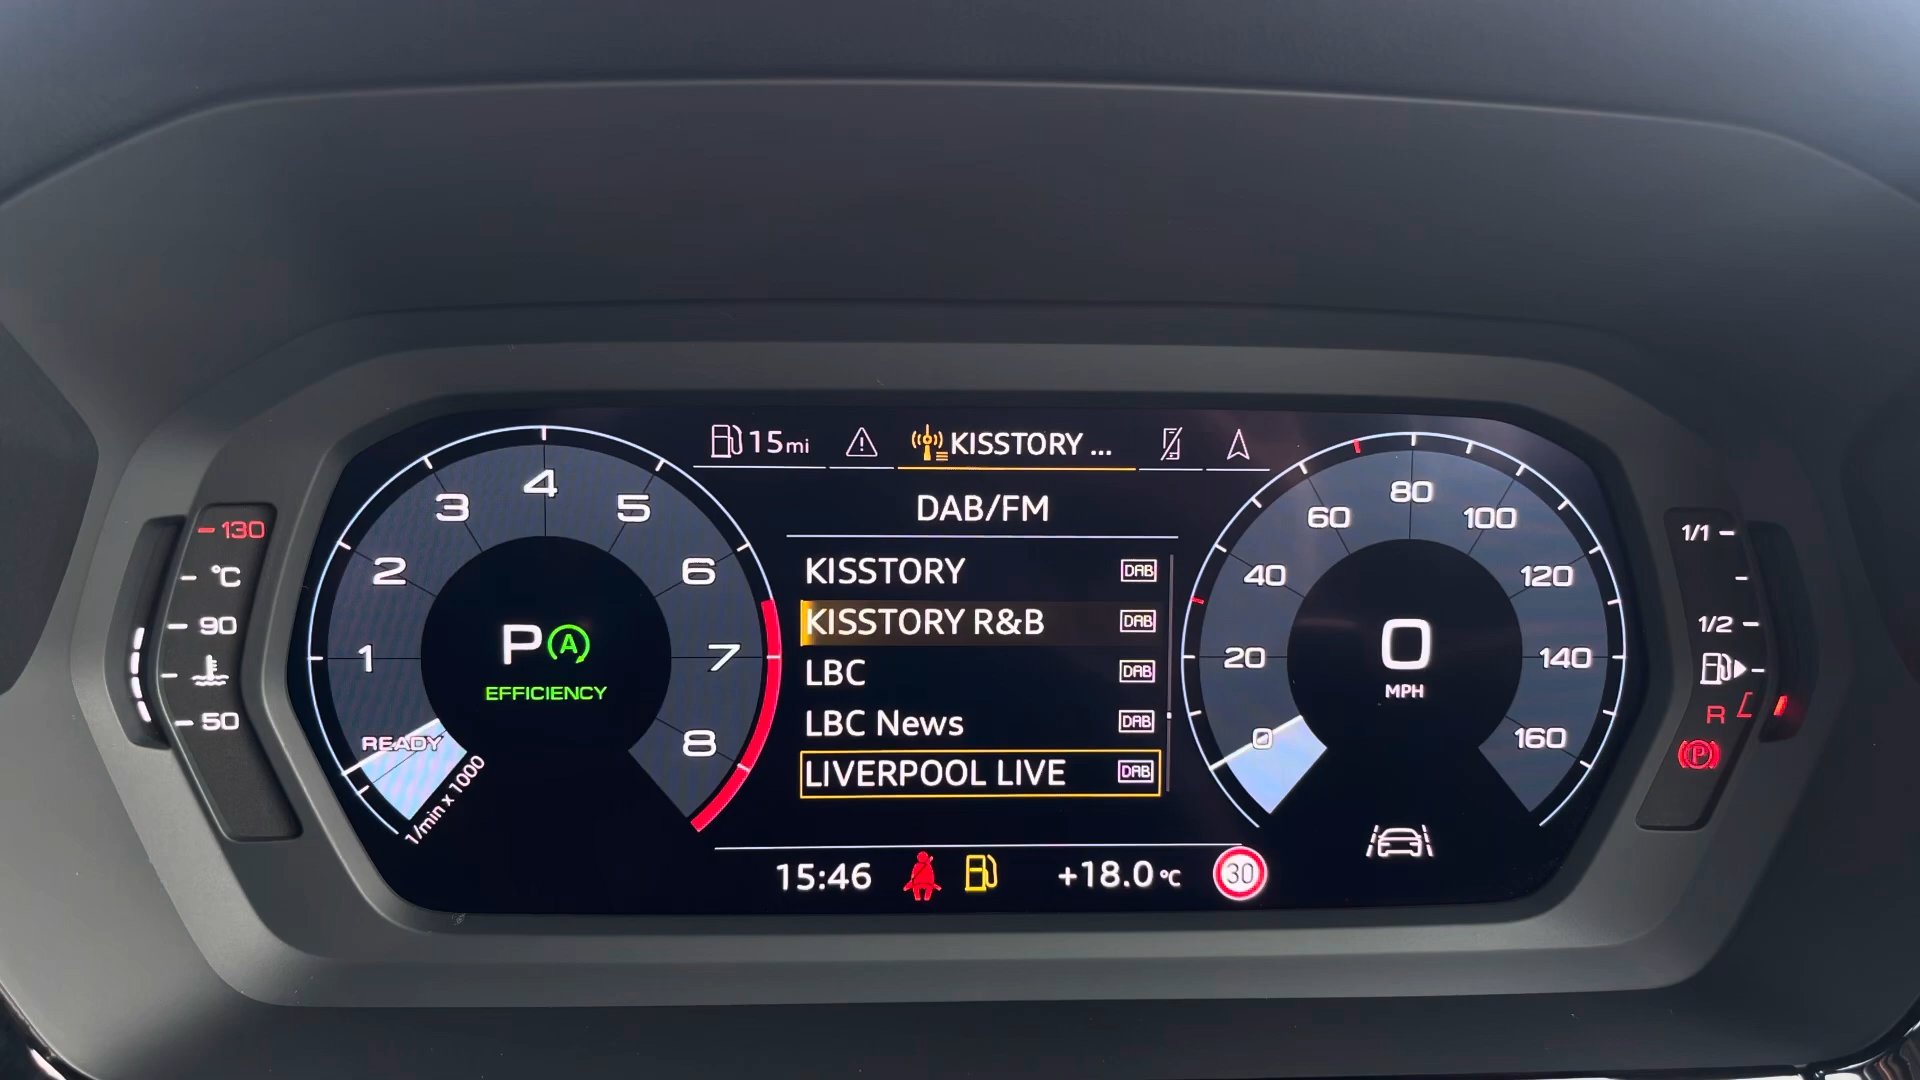 15 mi
KISSTORY ...
DAB/FM
KISSTORY DAB
KISSTORY R&B DAB
LBC DAB
LBC News DAB
LIVERPOOL LIVE DAB
15:46
+18.0 °C
30
130
°C
90
50
1
2
3
4
5
6
7
8
P A
EFFICIENCY
READY
1/min x 1000
0
20
40
60
80
100
120
140
160
0
MPH
1/1
1/2
R
P